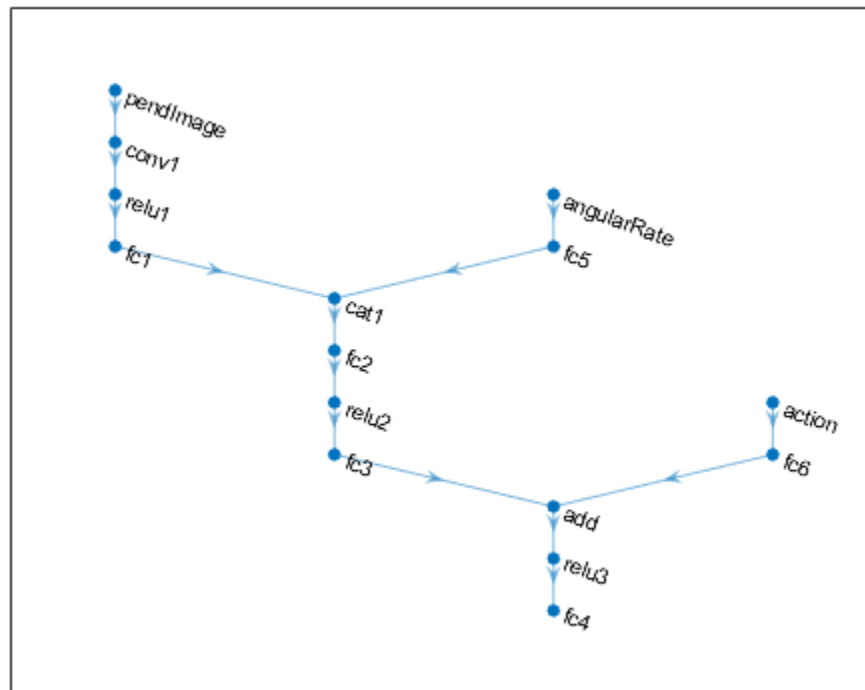 pendImage
conv1
relu1
fc1
angularRate
fc5
cat1
fc2
relu2
fc3
action
fc6
add
relu3
fc4